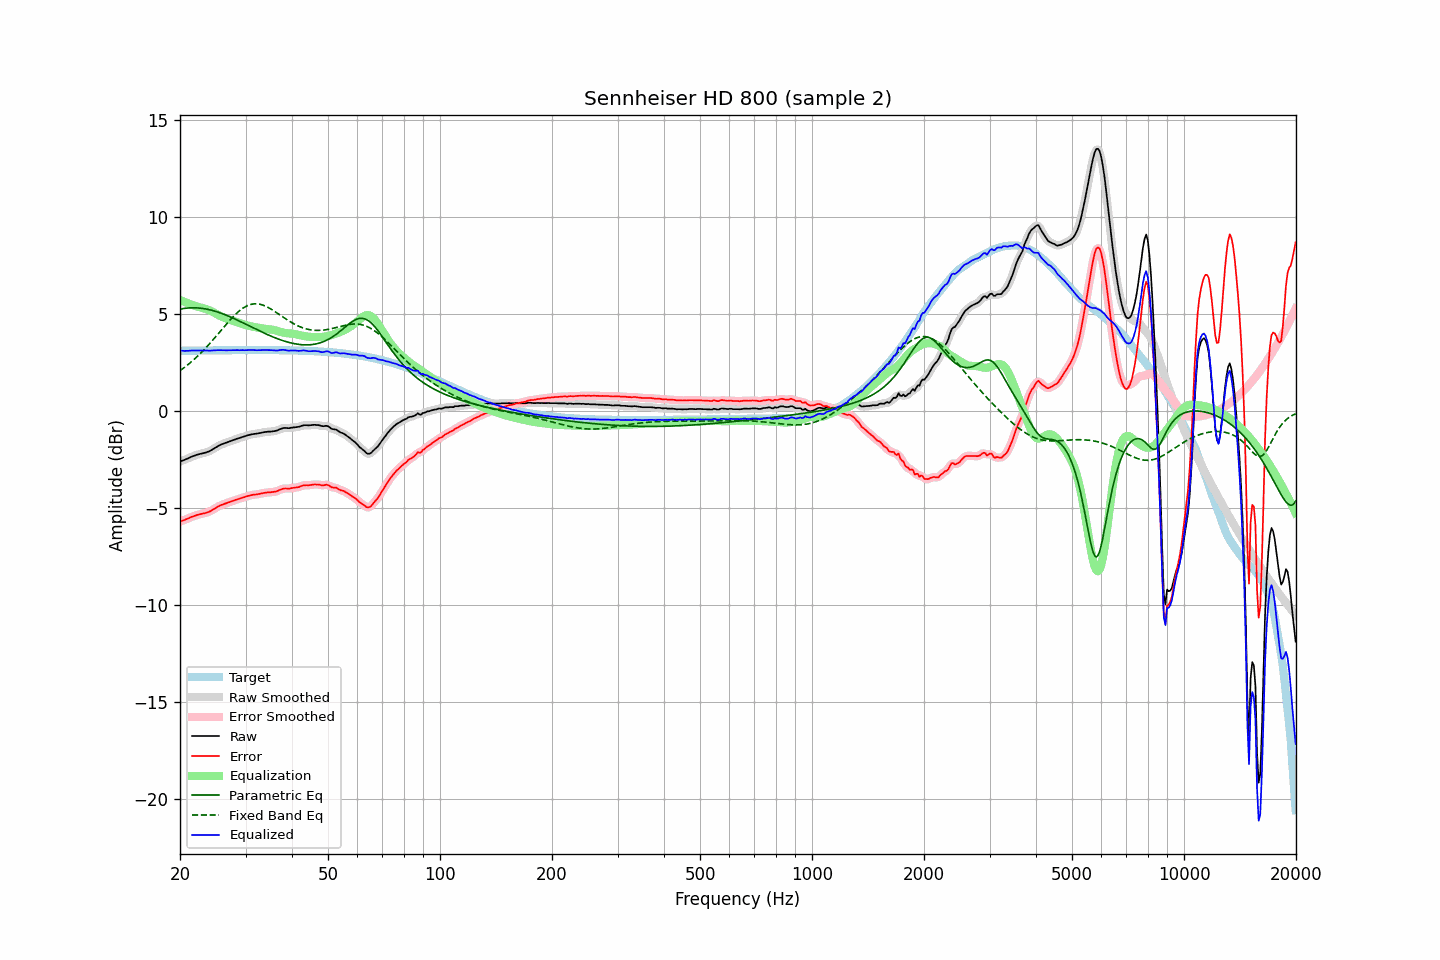 Sennheiser HD 800 (sample 2)
15
10
5
0
−5
−10
−15
−20
Amplitude (dBr)
Target
Raw Smoothed
Error Smoothed
Raw
Error
Equalization
Parametric Eq
Fixed Band Eq
Equalized
20 50 100 200 500 1000 2000 5000 10000 20000
Frequency (Hz)